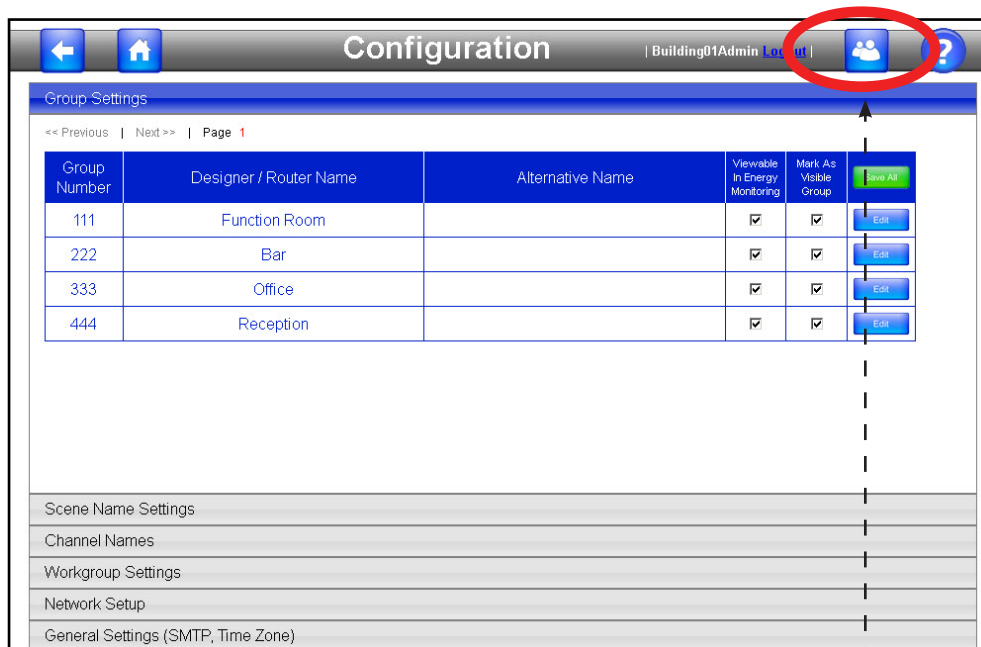 Configuration
| Building01Admin Logout |
?
Group Settings
<< Previous | Next >> | Page 1
Group Number Designer / Router Name Alternative Name Viewable In Energy Monitoring Mark As Visible Group Save All
111 Function Room Edit
222 Bar Edit
333 Office Edit
444 Reception Edit
Scene Name Settings
Channel Names
Workgroup Settings
Network Setup
General Settings (SMTP, Time Zone)